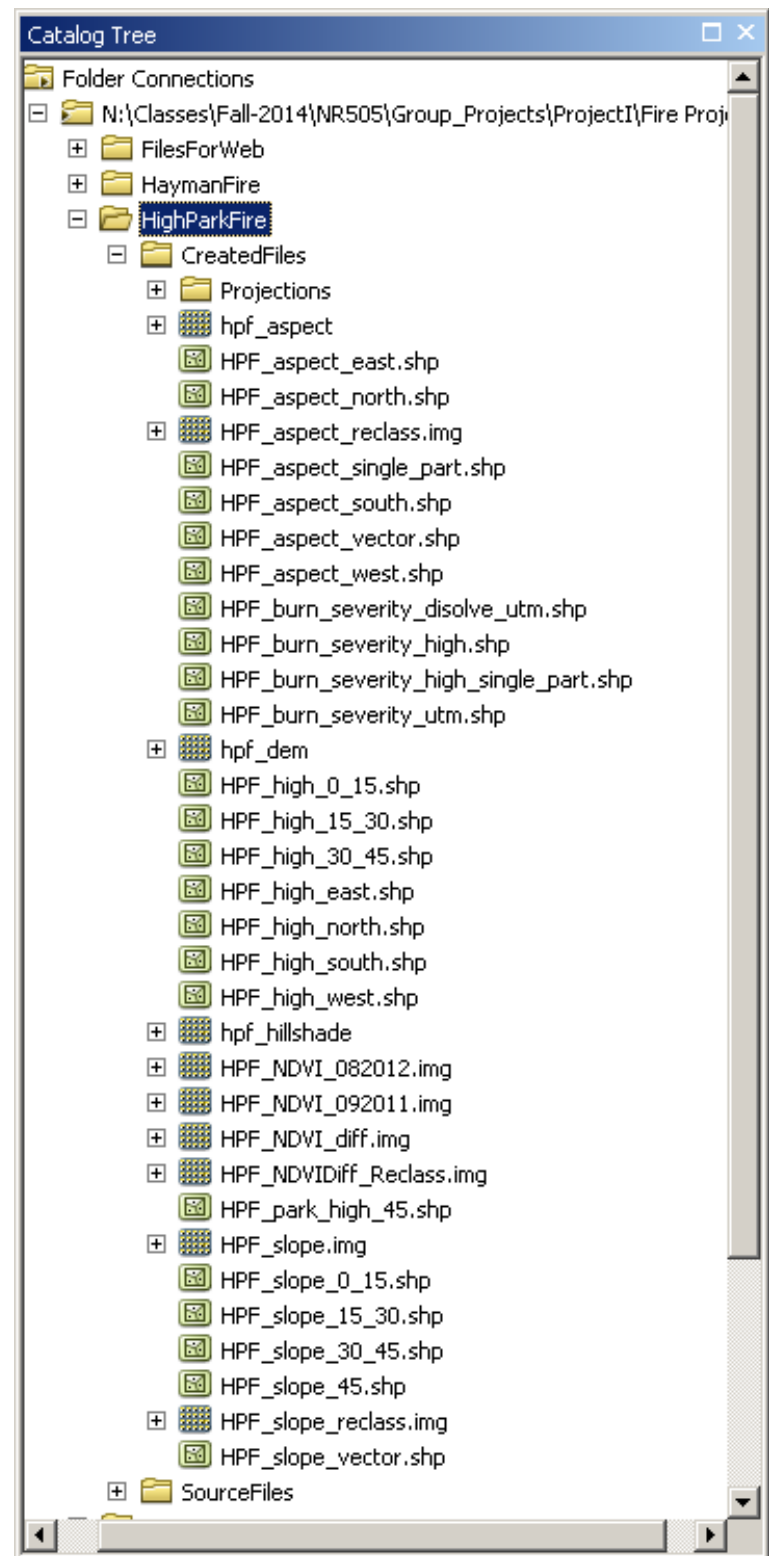 Catalog Tree
Folder Connections
N:\Classes\Fall-2014\NR505\Group_Projects\ProjectI\Fire Proj
FilesForWeb
HaymanFire
HighParkFire
CreatedFiles
Projections
hpf_aspect
HPF_aspect_east.shp
HPF_aspect_north.shp
HPF_aspect_reclass.img
HPF_aspect_single_part.shp
HPF_aspect_south.shp
HPF_aspect_vector.shp
HPF_aspect_west.shp
HPF_burn_severity_disolve_utm.shp
HPF_burn_severity_high.shp
HPF_burn_severity_high_single_part.shp
HPF_burn_severity_utm.shp
hpf_dem
HPF_high_0_15.shp
HPF_high_15_30.shp
HPF_high_30_45.shp
HPF_high_east.shp
HPF_high_north.shp
HPF_high_south.shp
HPF_high_west.shp
hpf_hillshade
HPF_NDVI_082012.img
HPF_NDVI_092011.img
HPF_NDVI_diff.img
HPF_NDVIDiff_Reclass.img
HPF_park_high_45.shp
HPF_slope.img
HPF_slope_0_15.shp
HPF_slope_15_30.shp
HPF_slope_30_45.shp
HPF_slope_45.shp
HPF_slope_reclass.img
HPF_slope_vector.shp
SourceFiles